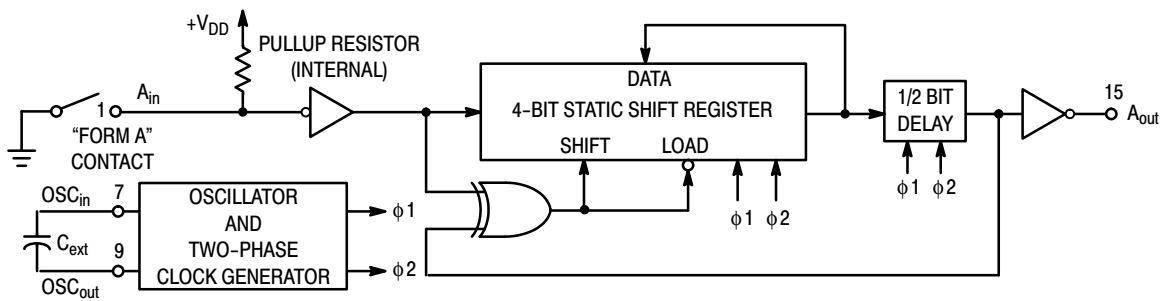 +V_DD
PULLUP RESISTOR
(INTERNAL)
A_in
1
"FORM A"
CONTACT
DATA
4-BIT STATIC SHIFT REGISTER
SHIFT
LOAD
ϕ1
ϕ2
1/2 BIT
DELAY
ϕ1
ϕ2
15
A_out
OSC_in
7
C_ext
9
OSC_out
OSCILLATOR
AND
TWO-PHASE
CLOCK GENERATOR
ϕ1
ϕ2